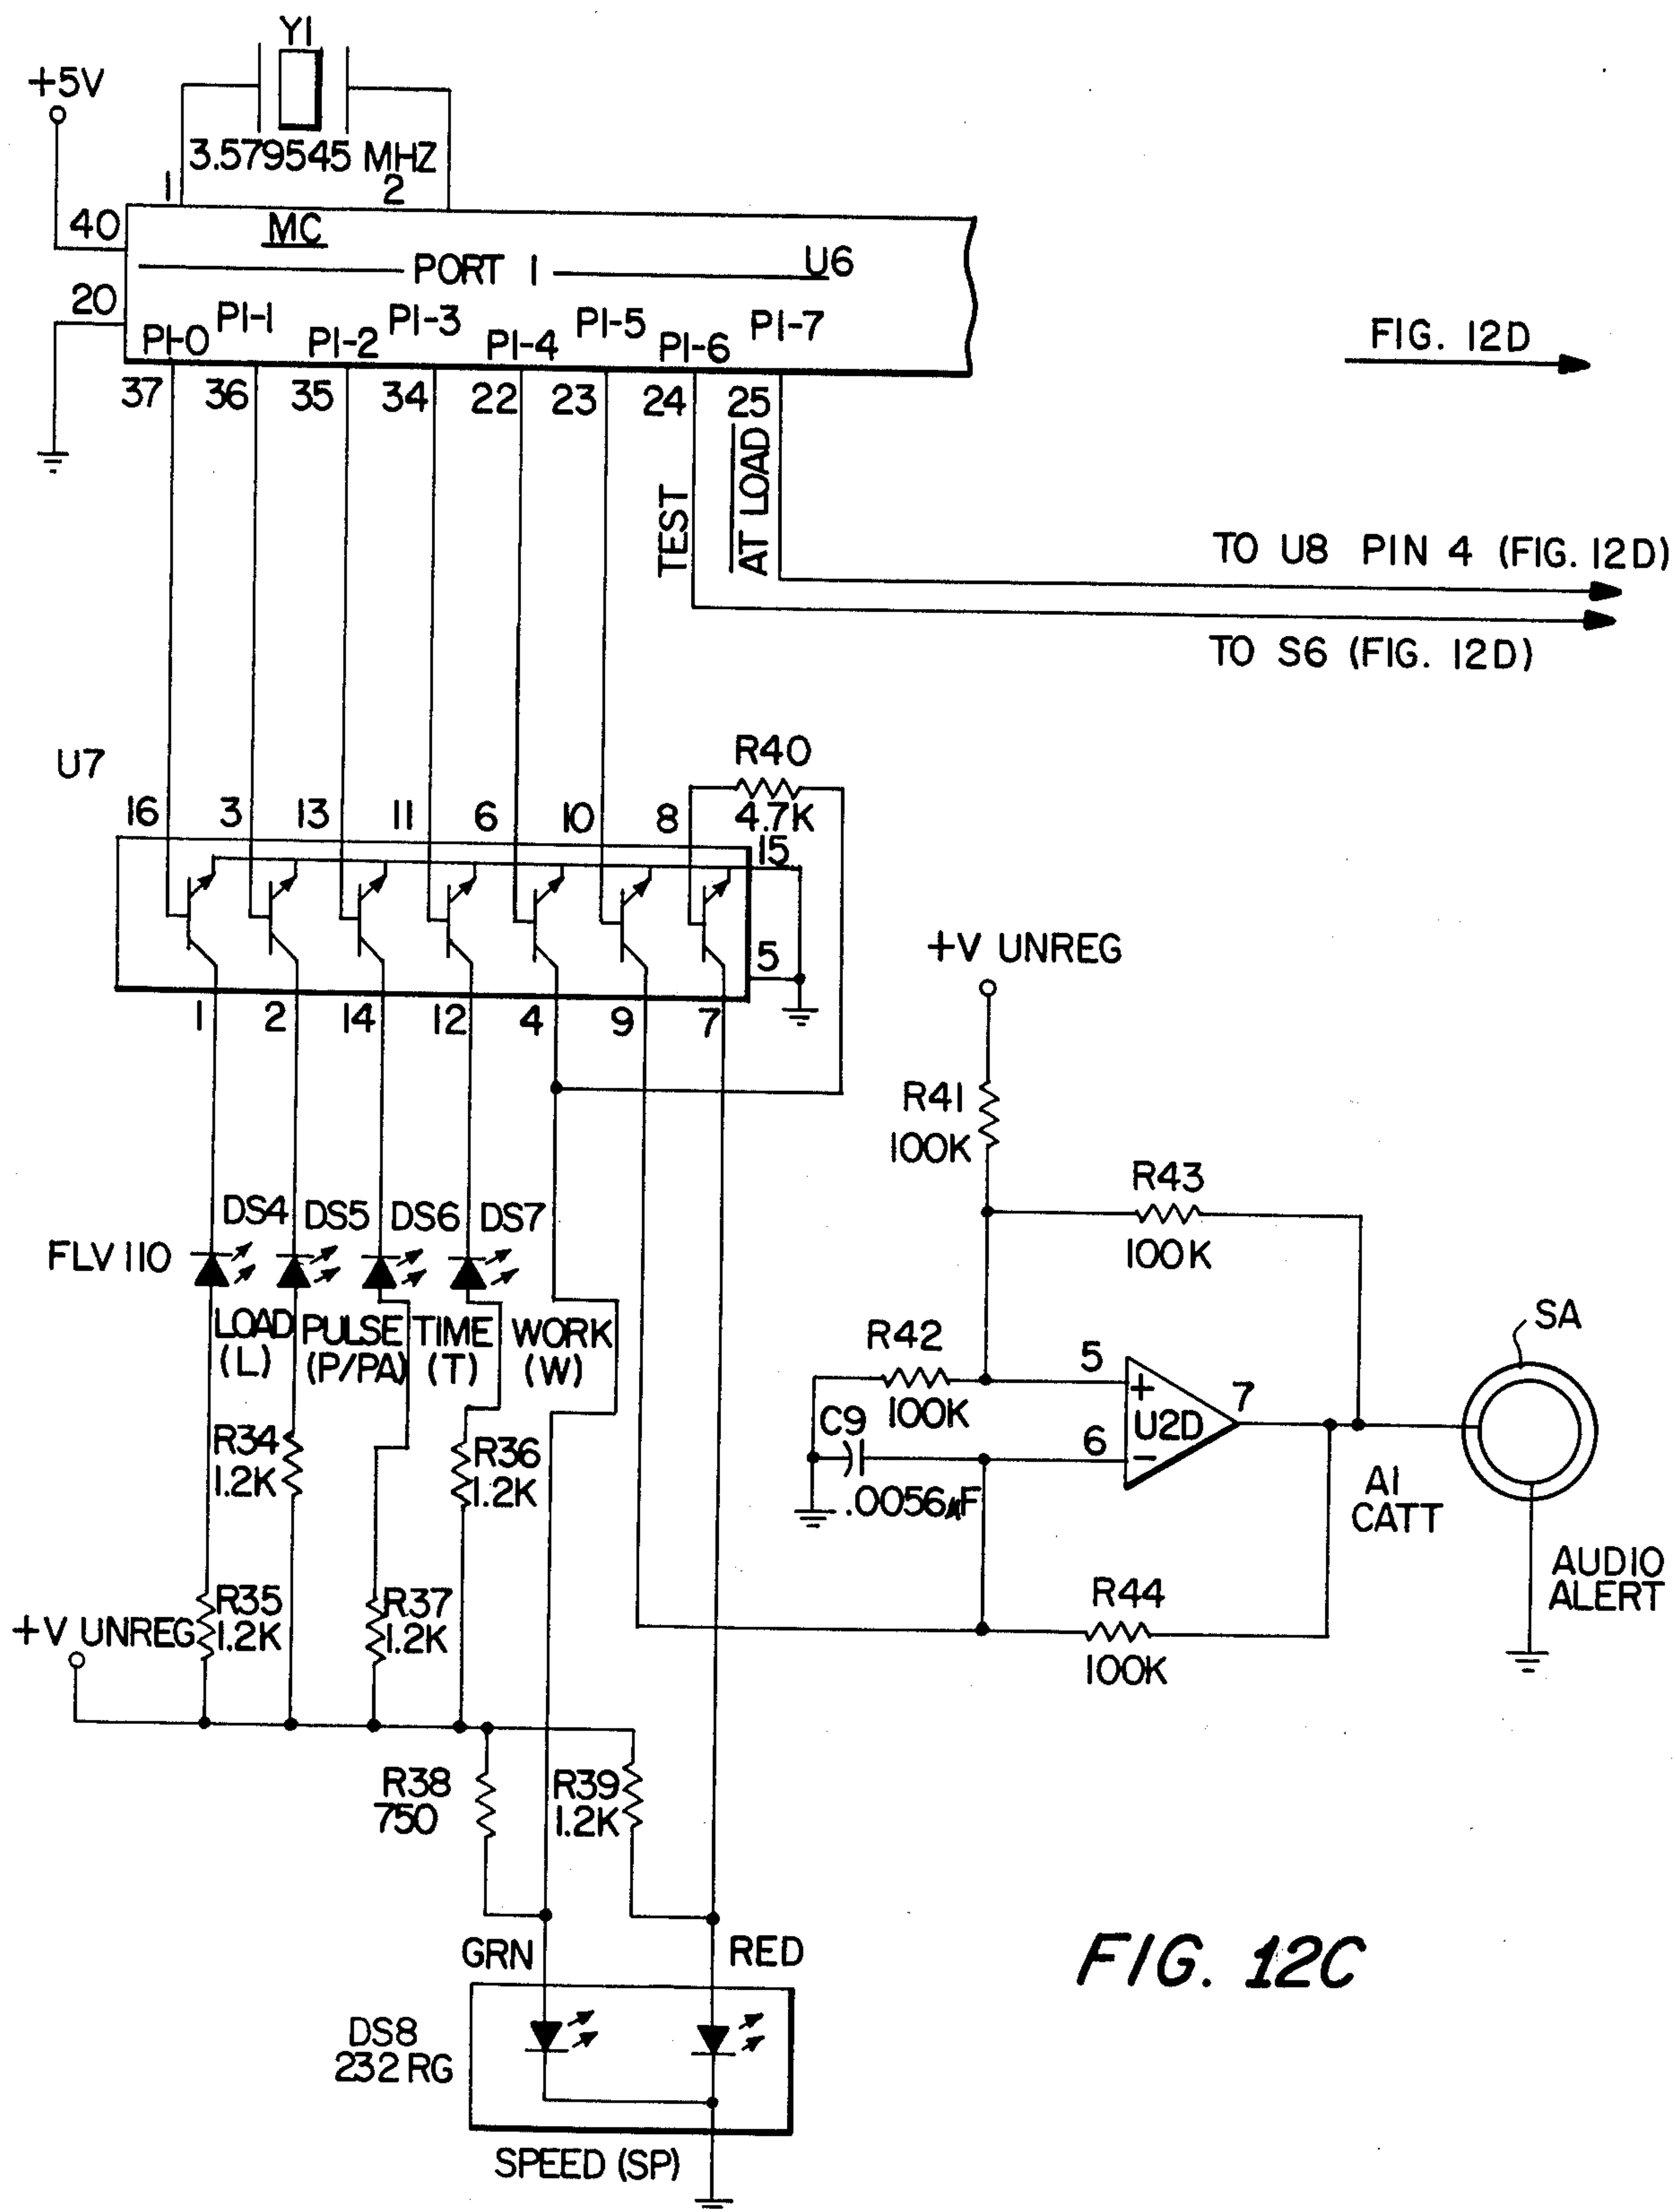 Y1
+5V
3.579545 MHZ
1 2
40
MC
PORT 1 U6
20
P1-0 P1-1 P1-2 P1-3 P1-4 P1-5 P1-6 P1-7
37 36 35 34 22 23 24 25
FIG. 12D
TEST
AT LOAD
TO U8 PIN 4 (FIG. 12D)
TO S6 (FIG. 12D)
U7
R40
4.7K
16 3 13 11 6 10 8
15
5
1 2 14 12 4 9 7
+V UNREG
R41
100K
R43
100K
DS4 DS5 DS6 DS7
FLV110
LOAD
(L)
PULSE
(P/PA)
TIME
(T)
WORK
(W)
R42
100K
5
+
U2D
7
6
−
C9
.0056µF
SA
A1
CATT
AUDIO
ALERT
R34
1.2K
R36
1.2K
R35
1.2K
R37
1.2K
R44
100K
+V UNREG
R38
750
R39
1.2K
GRN
RED
FIG. 12C
DS8
232 RG
SPEED (SP)